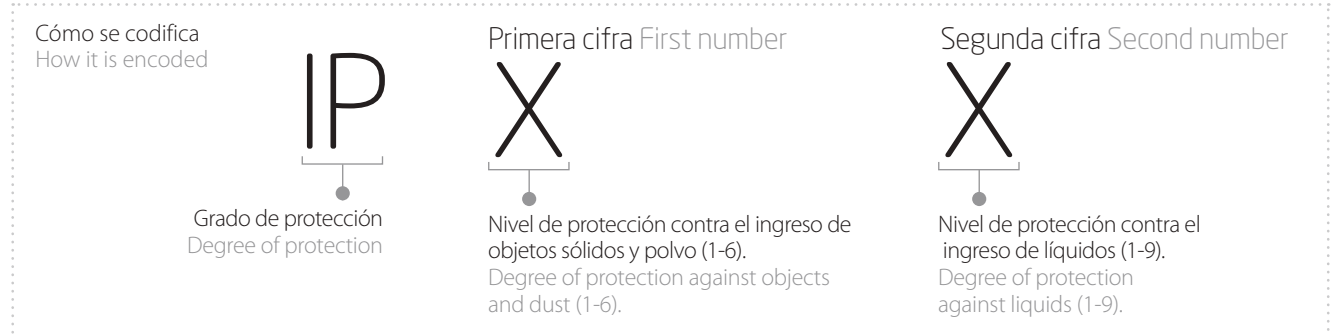 Cómo se codifica
How it is encoded
IP
Grado de protección
Degree of protection
Primera cifra First number
X
Nivel de protección contra el ingreso de
objetos sólidos y polvo (1-6).
Degree of protection against objects
and dust (1-6).
Segunda cifra Second number
X
Nivel de protección contra el
ingreso de líquidos (1-9).
Degree of protection
against liquids (1-9).